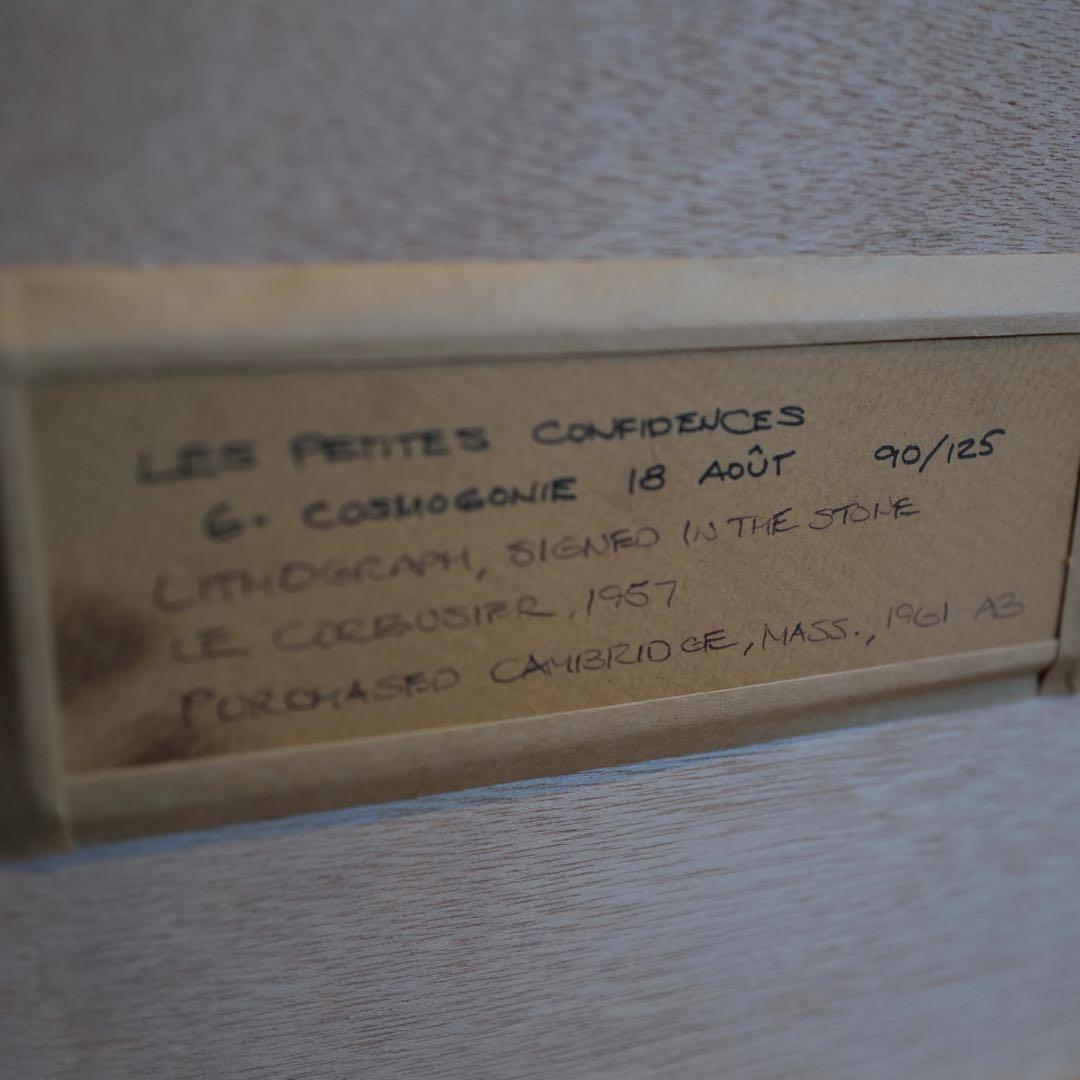 LES PETITES CONFIDENCES
6. COSMOGONIE 18 AOÛT 90/125
LITHOGRAPH, SIGNED IN THE STONE
LE CORBUSIER, 1957
PURCHASED CAMBRIDGE, MASS., 1961 AB